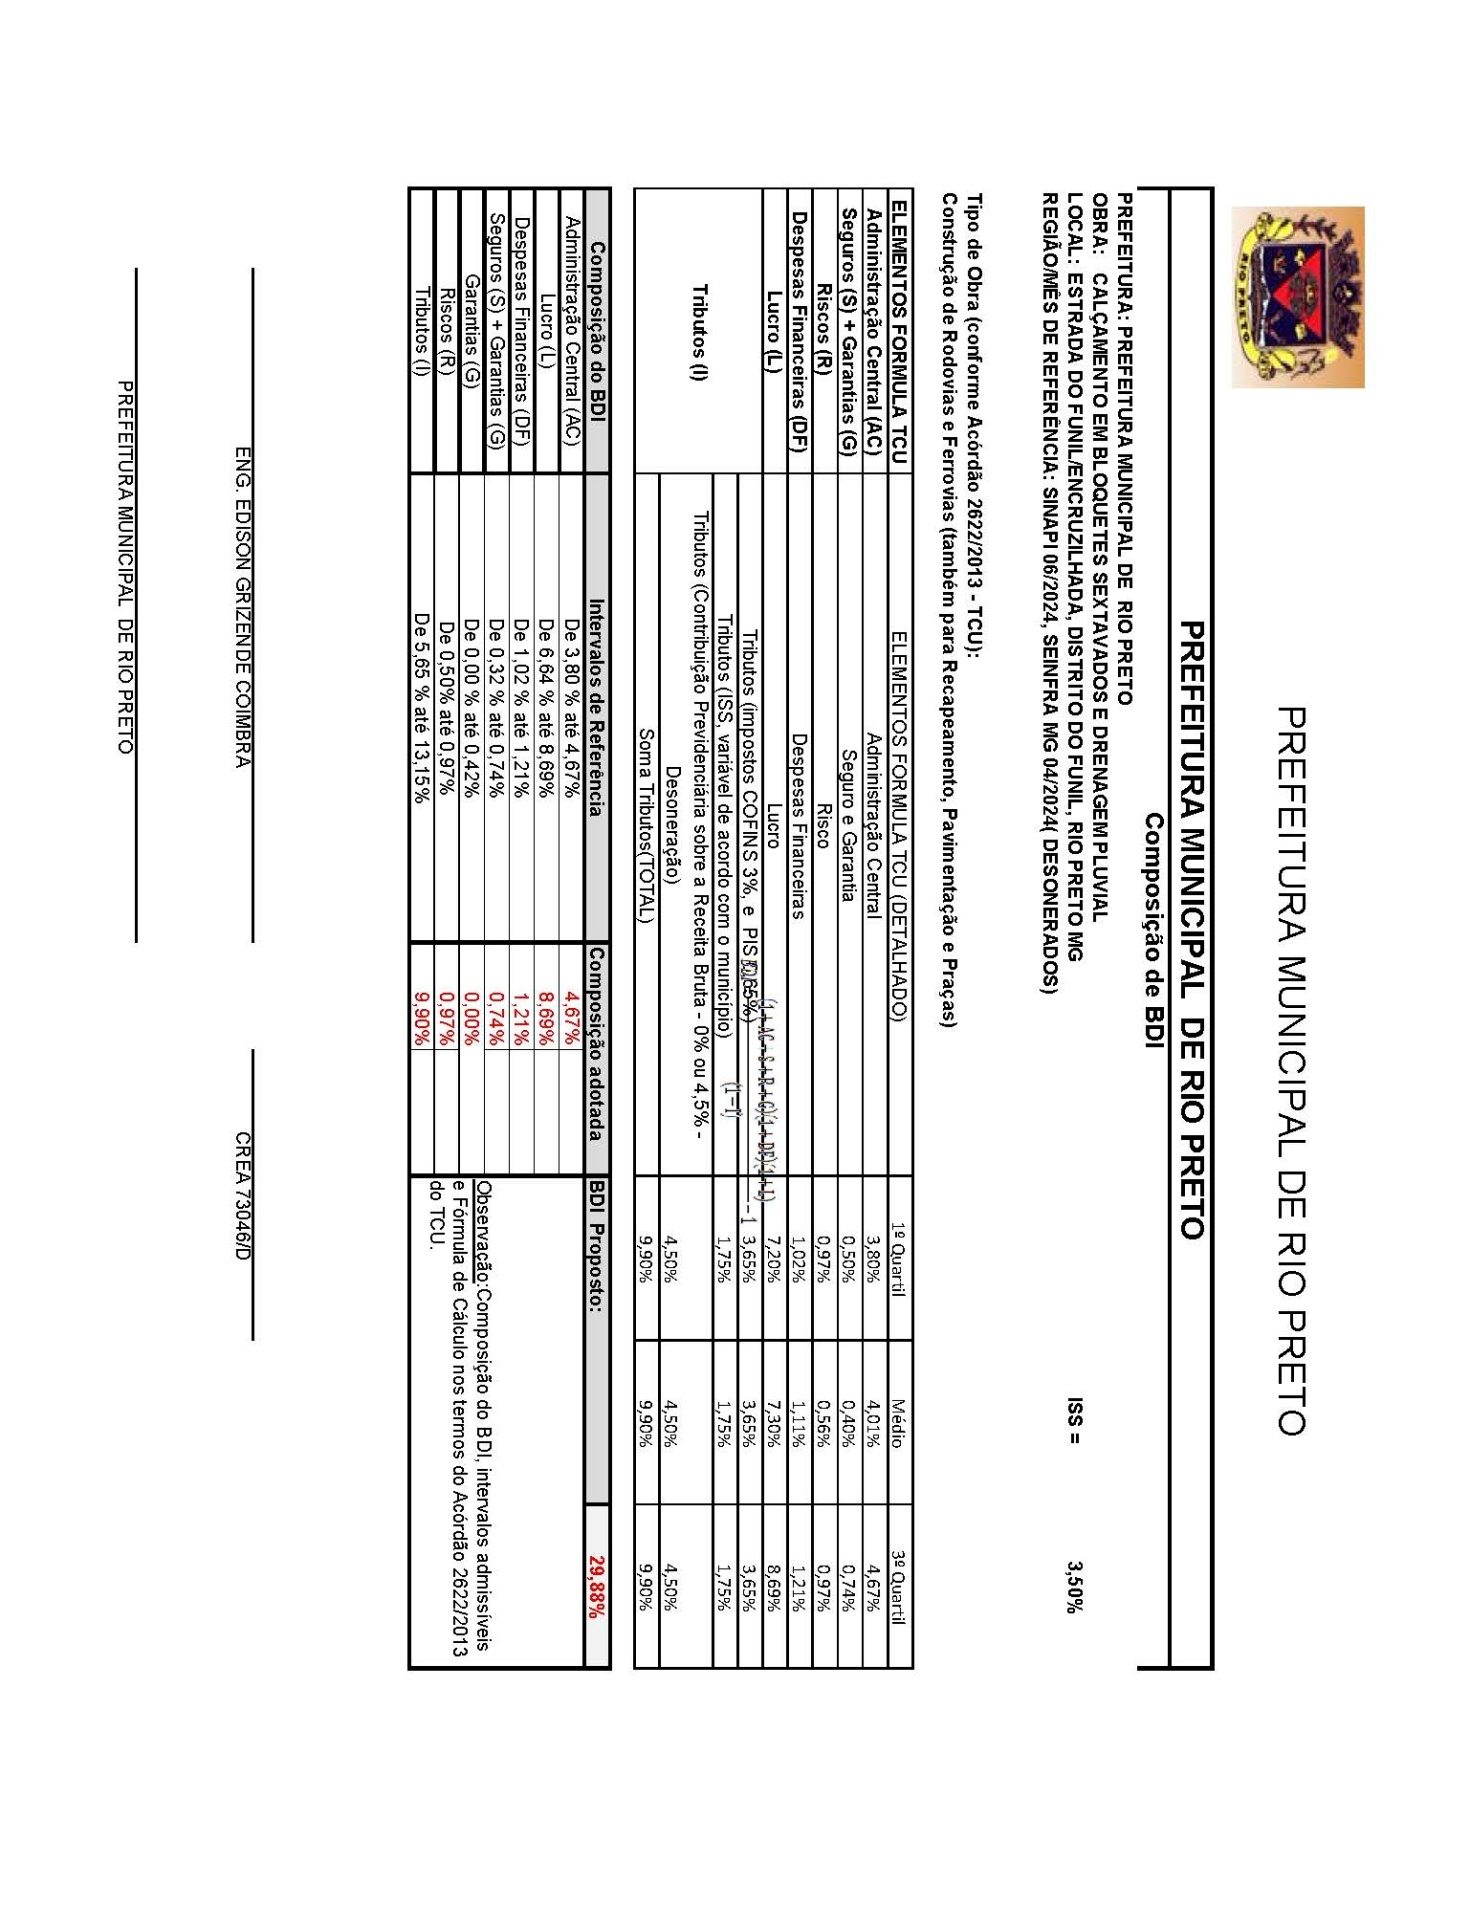 RIO PRETO
PREFEITURA MUNICIPAL DE RIO PRETO
PREFEITURA MUNICIPAL DE RIO PRETO
Composição de BDI
PREFEITURA: PREFEITURA MUNICIPAL DE RIO PRETO
OBRA: CALÇAMENTO EM BLOQUETES SEXTAVADOS E DRENAGEM PLUVIAL
LOCAL: ESTRADA DO FUNIL/ENCRUZILHADA, DISTRITO DO FUNIL, RIO PRETO MG ISS = 3,50%
REGIÃO/MÊS DE REFERÊNCIA: SINAPI 06/2024, SEINFRA MG 04/2024( DESONERADOS)
Tipo de Obra (conforme Acórdão 2622/2013 - TCU):
Construção de Rodovias e Ferrovias (também para Recapeamento, Pavimentação e Praças)
ELEMENTOS FORMULA TCU ELEMENTOS FORMULA TCU (DETALHADO) 1º Quartil Médio 3º Quartil
Administração Central (AC) Administração Central 3,80% 4,01% 4,67%
Seguros (S) + Garantias (G) Seguro e Garantia 0,50% 0,40% 0,74%
Riscos (R) Risco 0,97% 0,56% 0,97%
Despesas Financeiras (DF) Despesas Financeiras 1,02% 1,11% 1,21%
Lucro (L) Lucro 7,20% 7,30% 8,69%
(1+AC+S+R+G)(1+DF)(1+L)
Tributos (impostos COFINS 3%, e PIS 0,65%) - 1 3,65% 3,65% 3,65%
(1-I)
Tributos (ISS, variável de acordo com o município) 1,75% 1,75% 1,75%
Tributos (I) Tributos (Contribuição Previdenciária sobre a Receita Bruta - 0% ou 4,5% -
Desoneração) 4,50% 4,50% 4,50%
Soma Tributos(TOTAL) 9,90% 9,90% 9,90%
Composição do BDI Intervalos de Referência Composição adotada BDI Proposto: 29,88%
Administração Central (AC) De 3,80 % até 4,67% 4,67%
Lucro (L) De 6,64 % até 8,69% 8,69%
Despesas Financeiras (DF) De 1,02 % até 1,21% 1,21%
Seguros (S) + Garantias (G) De 0,32 % até 0,74% 0,74%
Garantias (G) De 0,00 % até 0,42% 0,00%
Riscos (R) De 0,50% até 0,97% 0,97%
Tributos (I) De 5,65 % até 13,15% 9,90%
Observação:Composição do BDI, intervalos admissíveis
e Fórmula de Cálculo nos termos do Acórdão 2622/2013
do TCU.
ENG. EDISON GRIZENDE COIMBRA CREA 73046/D
PREFEITURA MUNICIPAL DE RIO PRETO